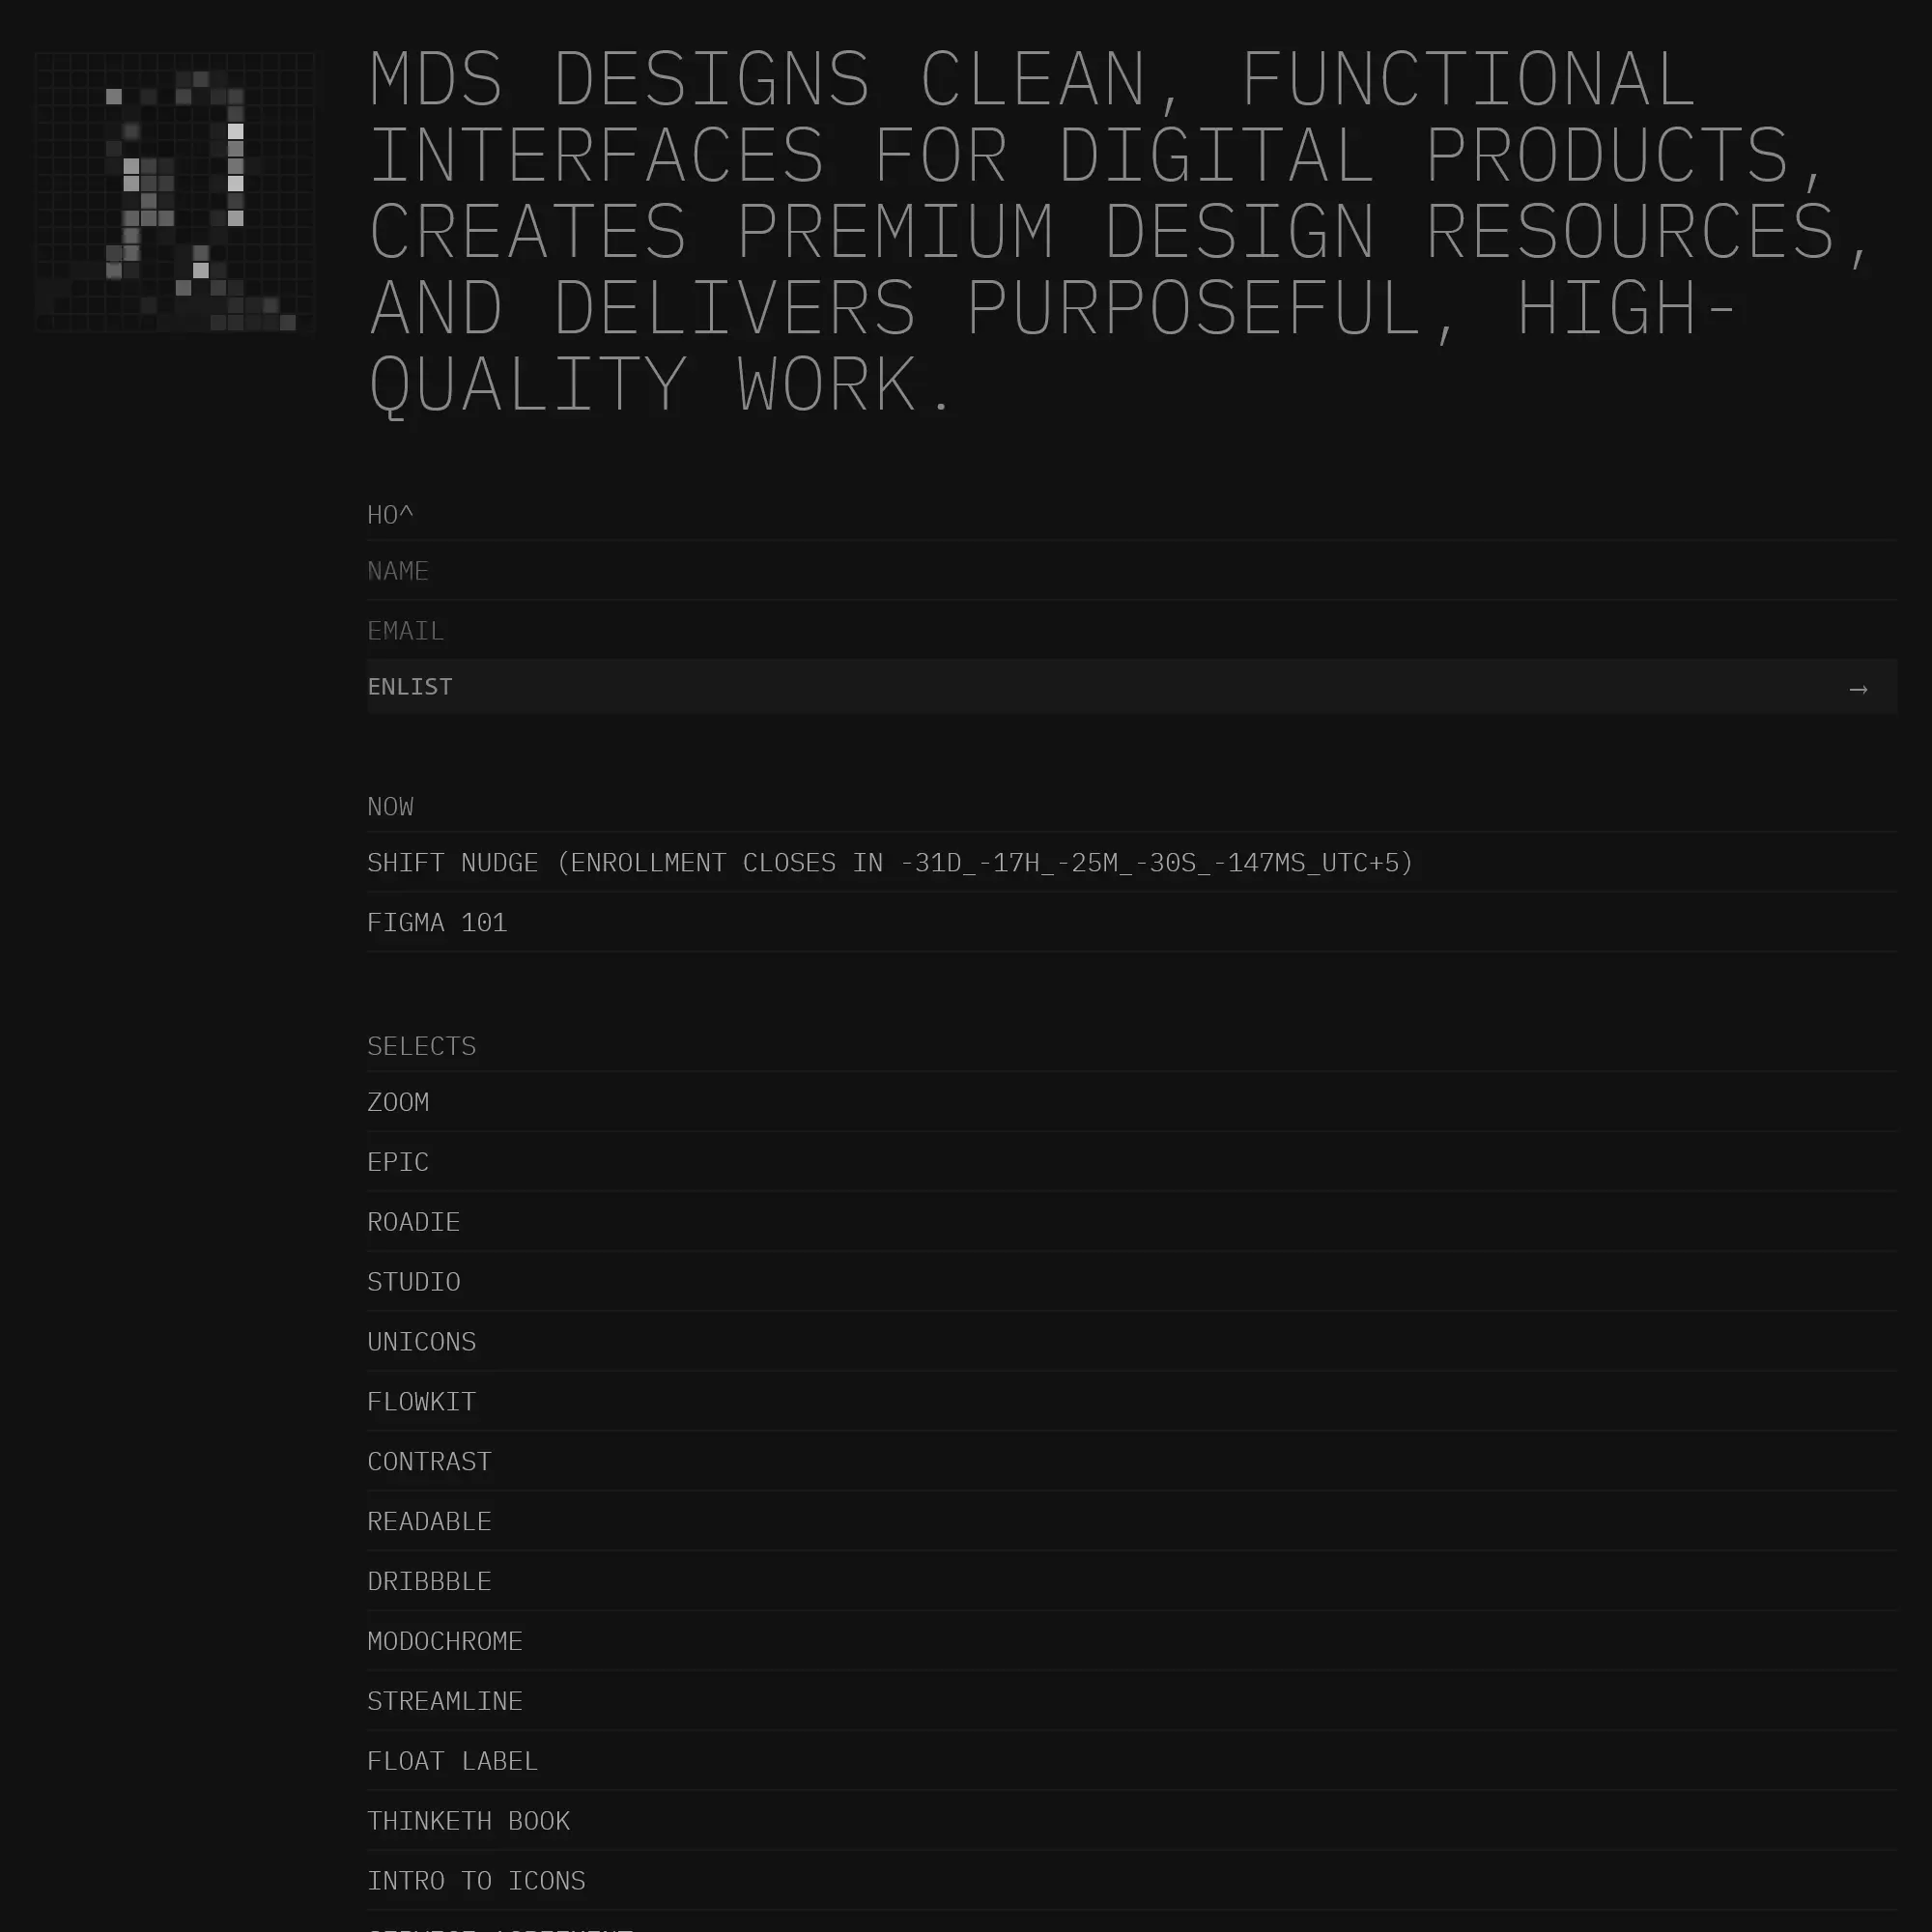 MDS DESIGNS CLEAN, FUNCTIONAL
INTERFACES FOR DIGITAL PRODUCTS,
CREATES PREMIUM DESIGN RESOURCES,
AND DELIVERS PURPOSEFUL, HIGH-
QUALITY WORK.
HO^
NAME
EMAIL
ENLIST →
NOW
SHIFT NUDGE (ENROLLMENT CLOSES IN -31D_-17H_-25M_-30S_-147MS_UTC+5)
FIGMA 101
SELECTS
ZOOM
EPIC
ROADIE
STUDIO
UNICONS
FLOWKIT
CONTRAST
READABLE
DRIBBBLE
MODOCHROME
STREAMLINE
FLOAT LABEL
THINKETH BOOK
INTRO TO ICONS